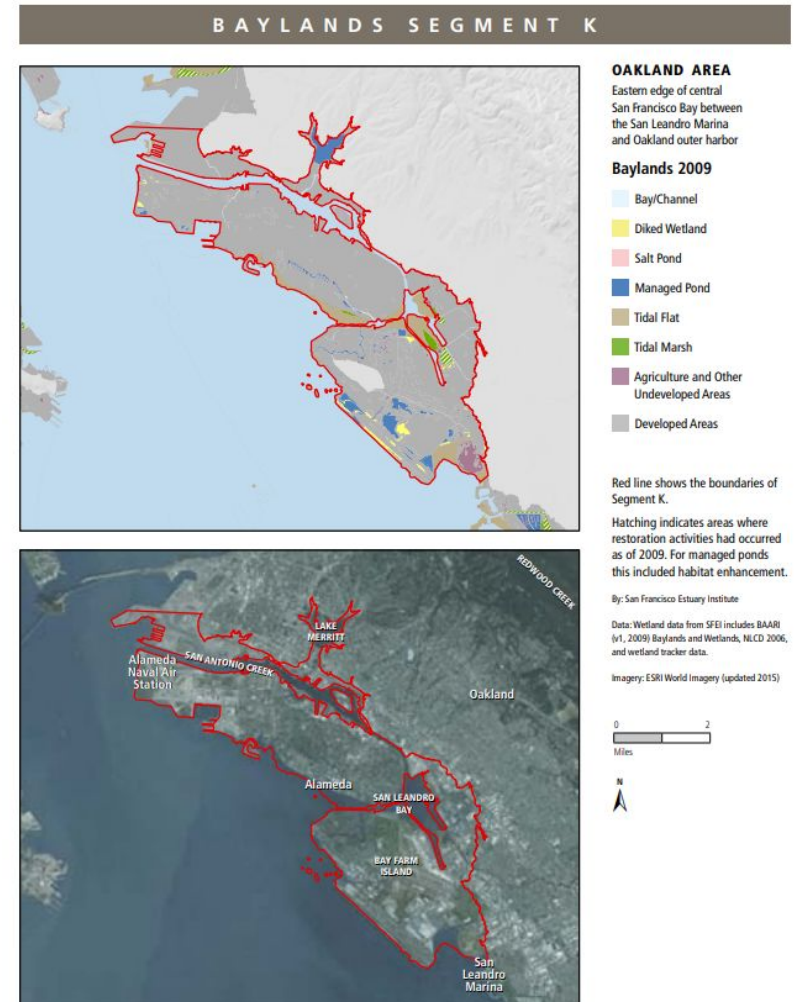 BAYLANDS SEGMENT K
OAKLAND AREA
Eastern edge of central
San Francisco Bay between
the San Leandro Marina
and Oakland outer harbor
Baylands 2009
Bay/Channel
Diked Wetland
Salt Pond
Managed Pond
Tidal Flat
Tidal Marsh
Agriculture and Other
Undeveloped Areas
Developed Areas
Red line shows the boundaries of
Segment K.
Hatching indicates areas where
restoration activities had occurred
as of 2009. For managed ponds
this included habitat enhancement.
By: San Francisco Estuary Institute
Data: Wetland data from SFEI includes BAARI
(v1, 2009) Baylands and Wetlands, NLCD 2006,
and wetland tracker data.
Imagery: ESRI World Imagery (updated 2015)
0 2
Miles
N
REDWOOD CREEK
LAKE
MERRITT
Alameda
Naval Air
Station
SAN ANTONIO CREEK
Oakland
Alameda
SAN LEANDRO
BAY
BAY FARM
ISLAND
San
Leandro
Marina